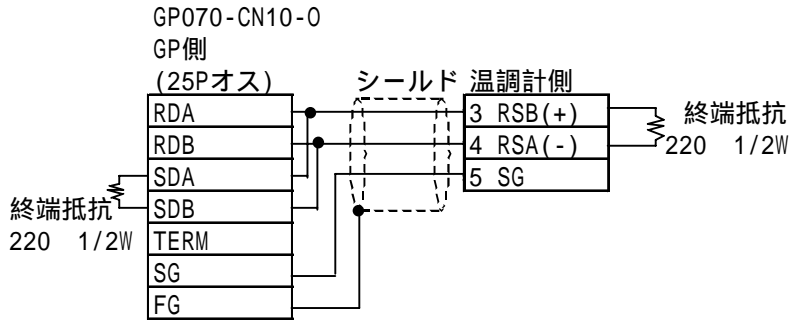 GP070-CN10-O
GP側
(25Pオス)
シールド 温調計側
RDA
RDB
SDA
SDB
TERM
SG
FG
3 RSB(+)
4 RSA(-)
5 SG
終端抵抗
220 1/2W
終端抵抗
220 1/2W